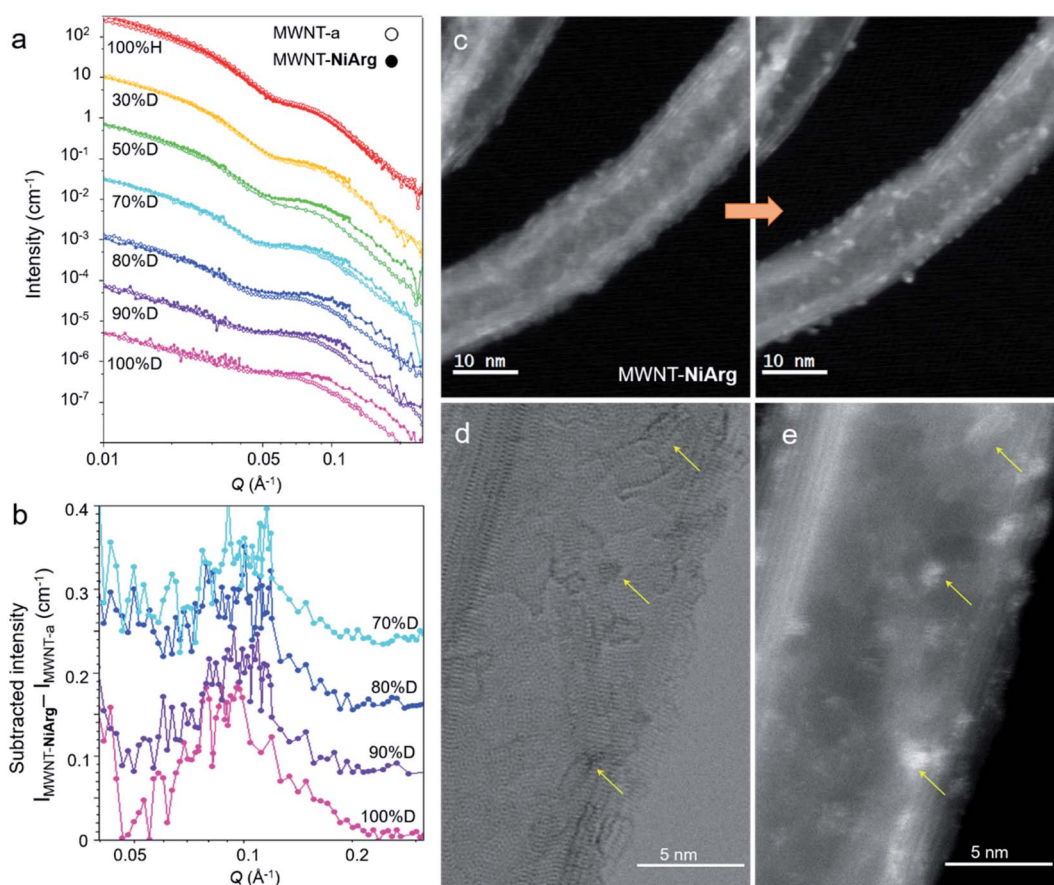 a
100%H
30%D
50%D
70%D
80%D
90%D
100%D
MWNT-a
MWNT-NiArg
10²
10
1
10⁻¹
10⁻²
10⁻³
10⁻⁴
10⁻⁵
10⁻⁶
10⁻⁷
Intensity (cm⁻¹)
0.01
0.05
0.1
Q (Å⁻¹)
b
0.4
0.3
0.2
0.1
0
Subtracted intensity
I_MWNT-NiArg– I_MWNT-a (cm⁻¹)
70%D
80%D
90%D
100%D
0.05
0.1
0.2
Q (Å⁻¹)
c
10 nm
MWNT-NiArg
10 nm
d
5 nm
e
5 nm